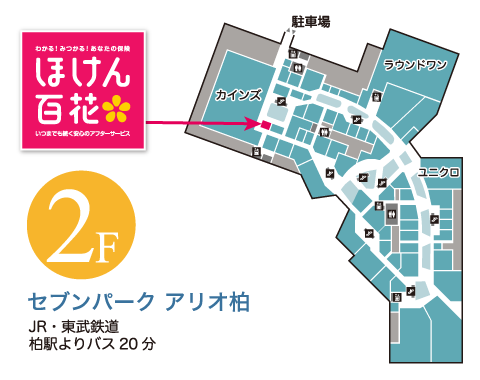 わかる！みつかる！あなたの保険
ほけん
百花
いつまでも続く安心のアフターサービス
駐車場
カインズ
ラウンドワン
ユニクロ
2F
セブンパーク アリオ柏
JR・東武鉄道
柏駅よりバス20分